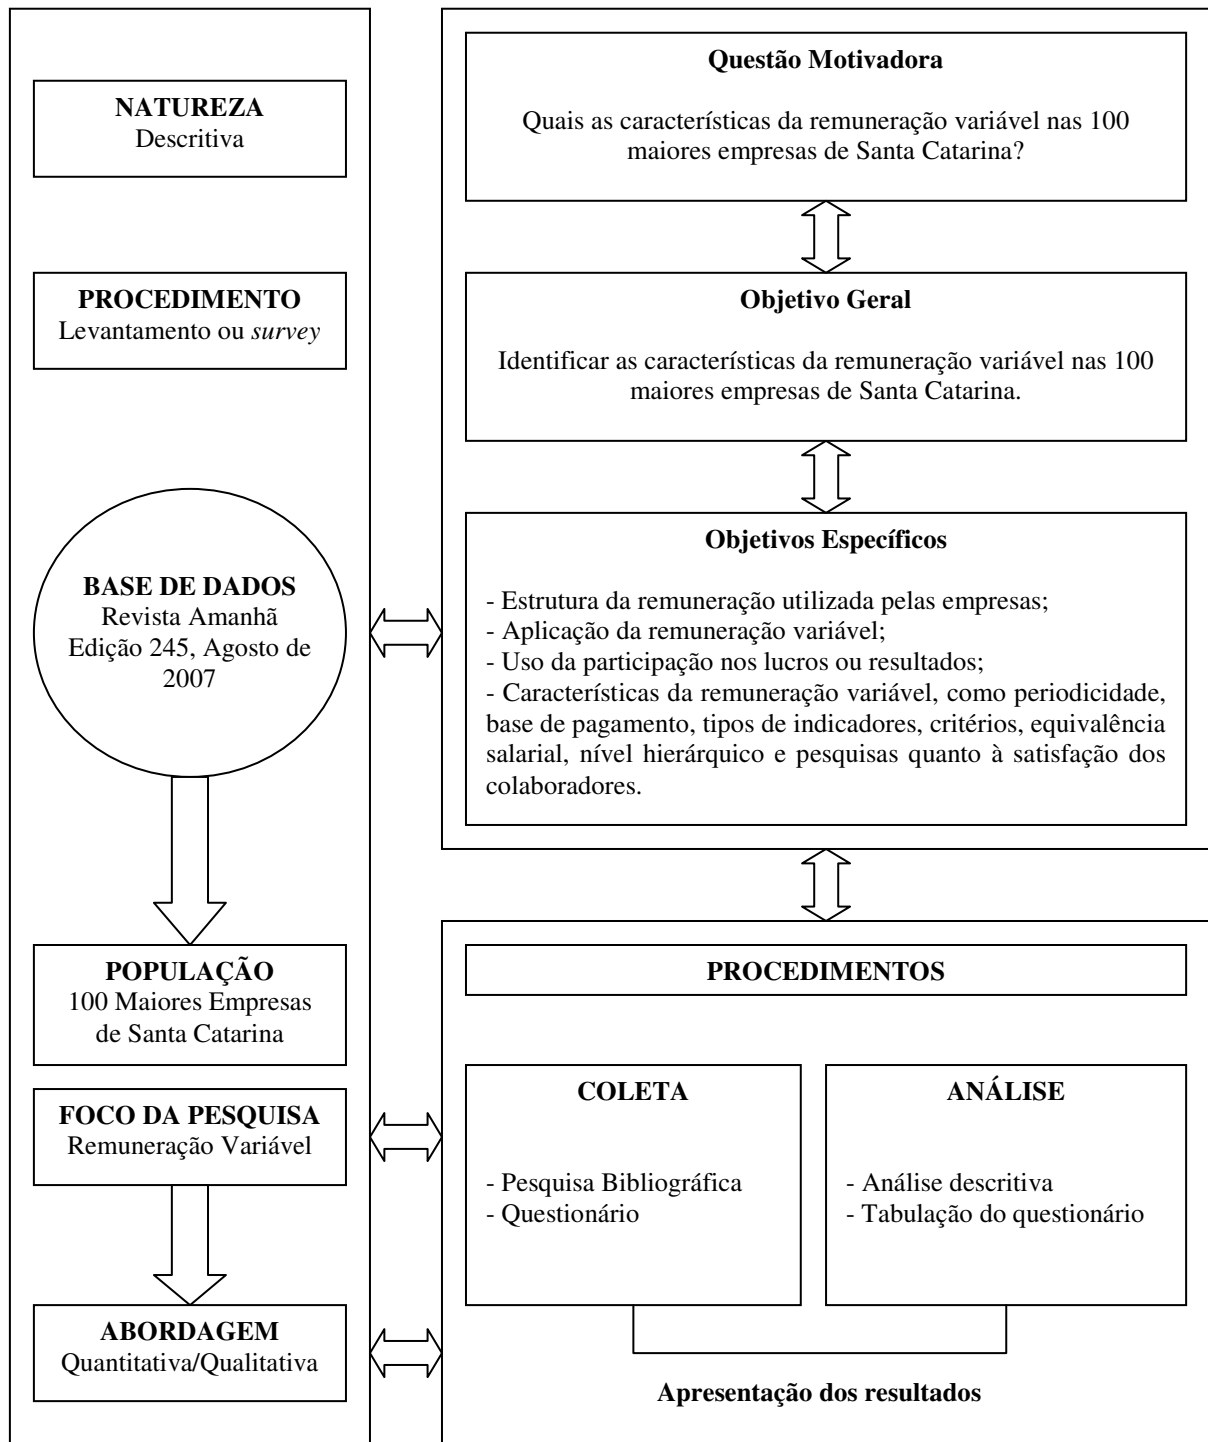 NATUREZA
Descritiva
PROCEDIMENTO
Levantamento ou survey
BASE DE DADOS
Revista Amanhã
Edição 245, Agosto de
2007
POPULAÇÃO
100 Maiores Empresas
de Santa Catarina
FOCO DA PESQUISA
Remuneração Variável
ABORDAGEM
Quantitativa/Qualitativa
Questão Motivadora
Quais as características da remuneração variável nas 100
maiores empresas de Santa Catarina?
Objetivo Geral
Identificar as características da remuneração variável nas 100
maiores empresas de Santa Catarina.
Objetivos Específicos
- Estrutura da remuneração utilizada pelas empresas;
- Aplicação da remuneração variável;
- Uso da participação nos lucros ou resultados;
- Características da remuneração variável, como periodicidade,
base de pagamento, tipos de indicadores, critérios, equivalência
salarial, nível hierárquico e pesquisas quanto à satisfação dos
colaboradores.
PROCEDIMENTOS
COLETA
- Pesquisa Bibliográfica
- Questionário
ANÁLISE
- Análise descritiva
- Tabulação do questionário
Apresentação dos resultados